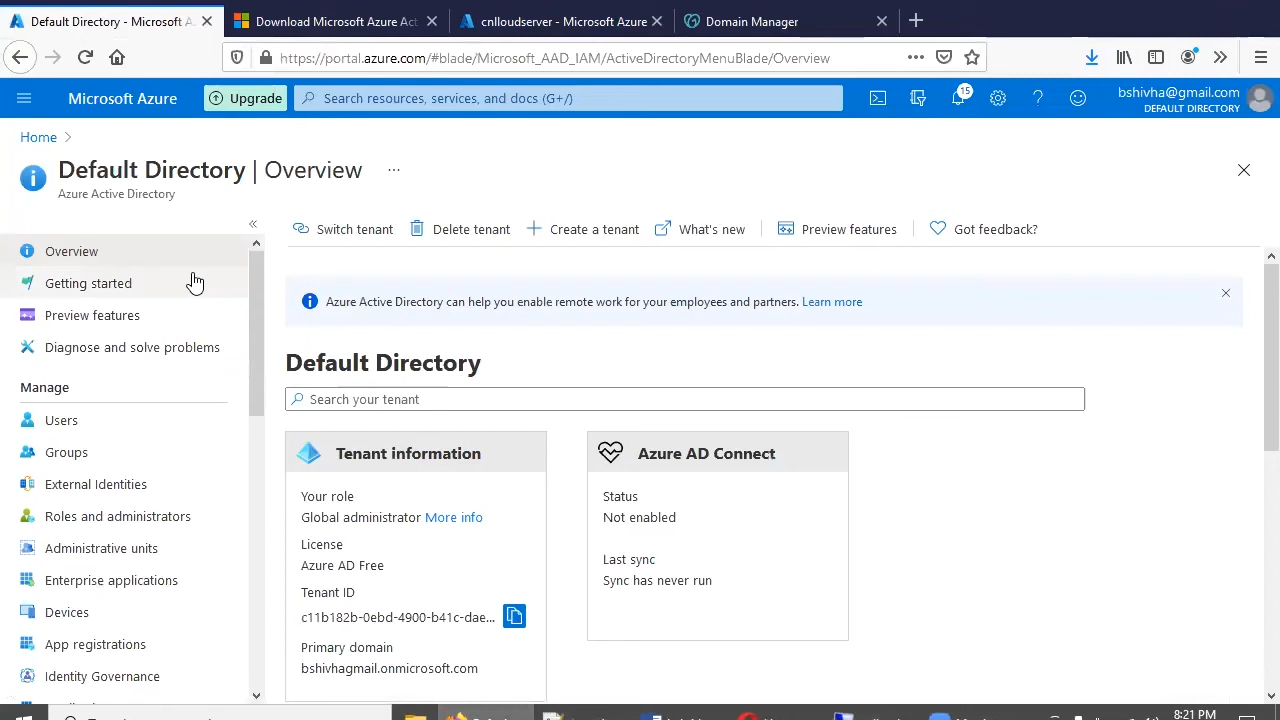 Default Directory - Microsoft A
Download Microsoft Azure Act
cnlloudserver - Microsoft Azure
Domain Manager
https://portal.azure.com/#blade/Microsoft_AAD_IAM/ActiveDirectoryMenuBlade/Overview
Microsoft Azure
Upgrade
Search resources, services, and docs (G+/)
15
bshivha@gmail.com
DEFAULT DIRECTORY
Home
Default Directory | Overview
Azure Active Directory
Switch tenant
Delete tenant
Create a tenant
What's new
Preview features
Got feedback?
Overview
Getting started
Preview features
Diagnose and solve problems
Manage
Users
Groups
External Identities
Roles and administrators
Administrative units
Enterprise applications
Devices
App registrations
Identity Governance
Azure Active Directory can help you enable remote work for your employees and partners. Learn more
Default Directory
Search your tenant
Tenant information
Your role
Global administrator More info
License
Azure AD Free
Tenant ID
c11b182b-0ebd-4900-b41c-dae...
Primary domain
bshivhagmail.onmicrosoft.com
Azure AD Connect
Status
Not enabled
Last sync
Sync has never run
8:21 PM